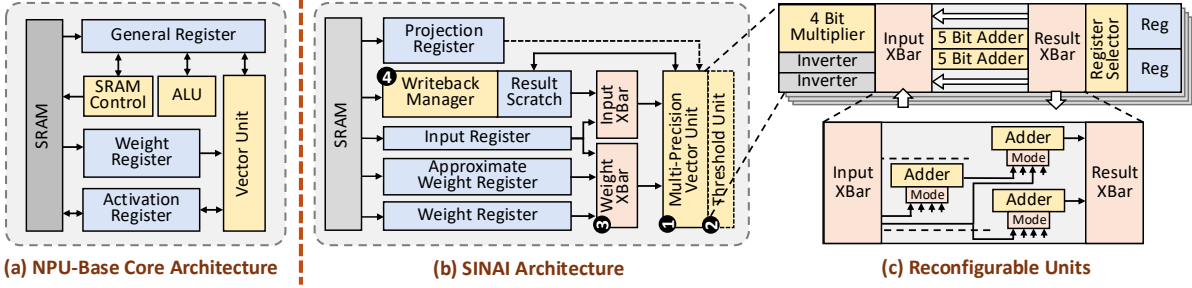 SRAM
General Register
SRAM
Control
ALU
Weight
Register
Activation
Register
Vector Unit
(a) NPU-Base Core Architecture
SRAM
Projection
Register
4
Writeback
Manager
Result
Scratch
Input Register
Approximate
Weight Register
Weight Register
Input
XBar
Weight
XBar
3
Multi-Precision
Vector Unit
1
Threshold Unit
2
(b) SINAI Architecture
4 Bit
Multiplier
Inverter
Inverter
Input
XBar
5 Bit Adder
5 Bit Adder
Result
XBar
Register
Selector
Reg
Reg
Input
XBar
Adder
Mode
Adder
Mode
Adder
Mode
Result
XBar
(c) Reconfigurable Units